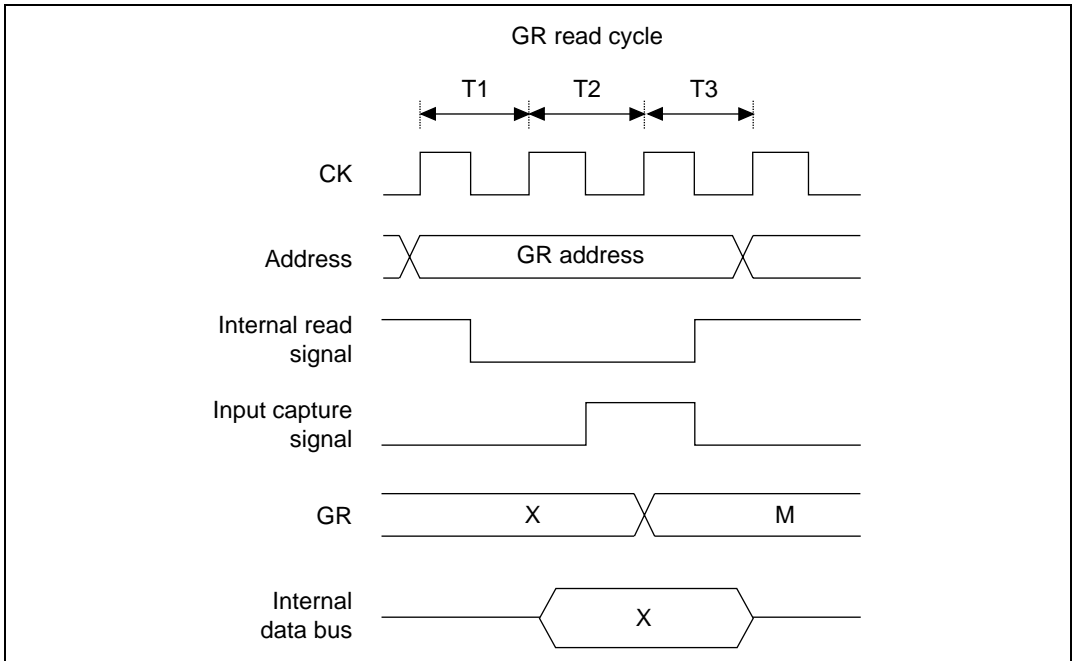 GR read cycle
T1 T2 T3
CK
Address
GR address
Internal read
signal
Input capture
signal
GR
X
M
Internal
data bus
X